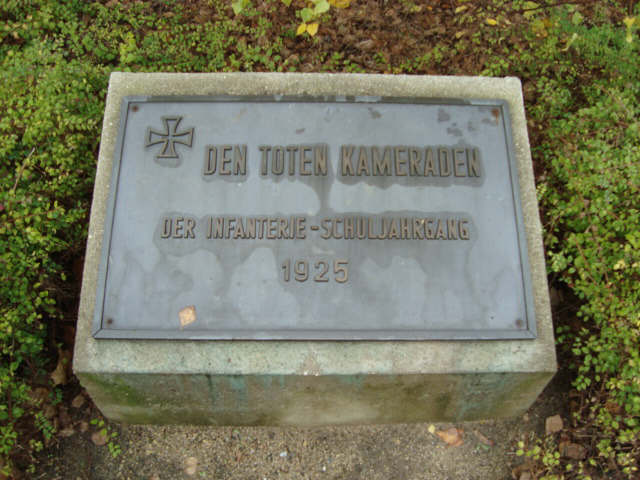 DEN TOTEN KAMERADEN
DER INFANTERIE-SCHULJAHRGANG
1925